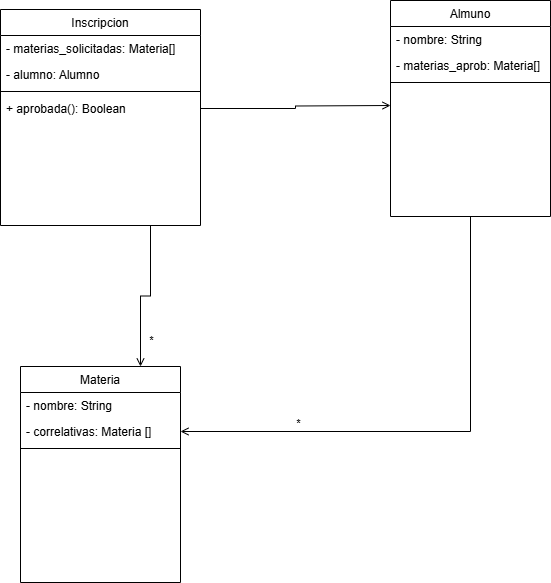 Inscripcion
- materias_solicitadas: Materia[]
- alumno: Alumno
+ aprobada(): Boolean
Almuno
- nombre: String
- materias_aprob: Materia[]
*
Materia
- nombre: String
- correlativas: Materia []
*